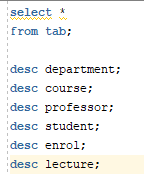 select *
from tab;

desc department;
desc course;
desc professor;
desc student;
desc enrol;
desc lecture;